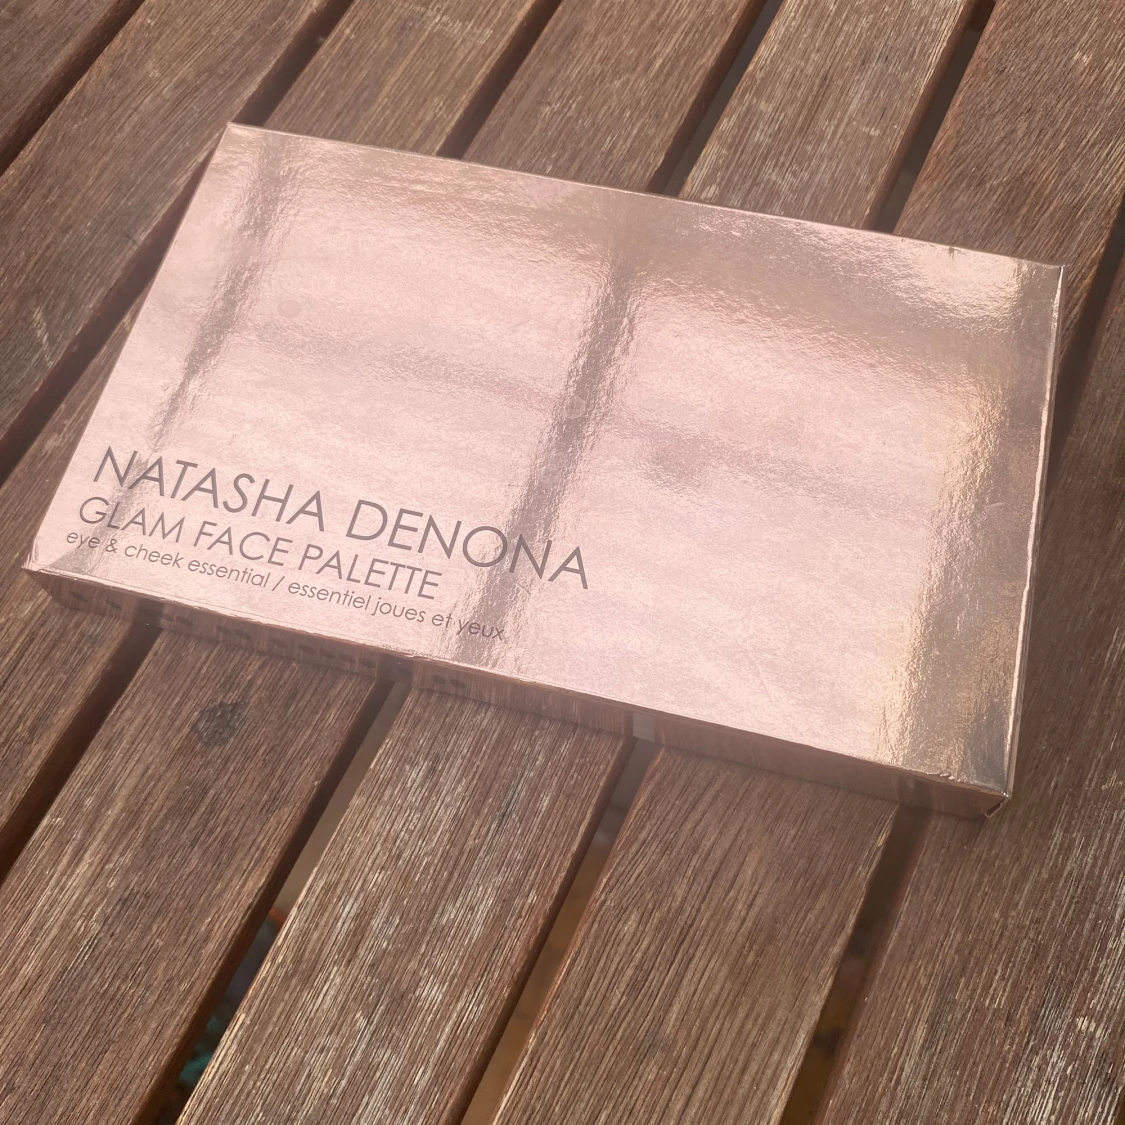 NATASHA DENONA
GLAM FACE PALETTE
eye & cheek essential / essentiel joues et yeux